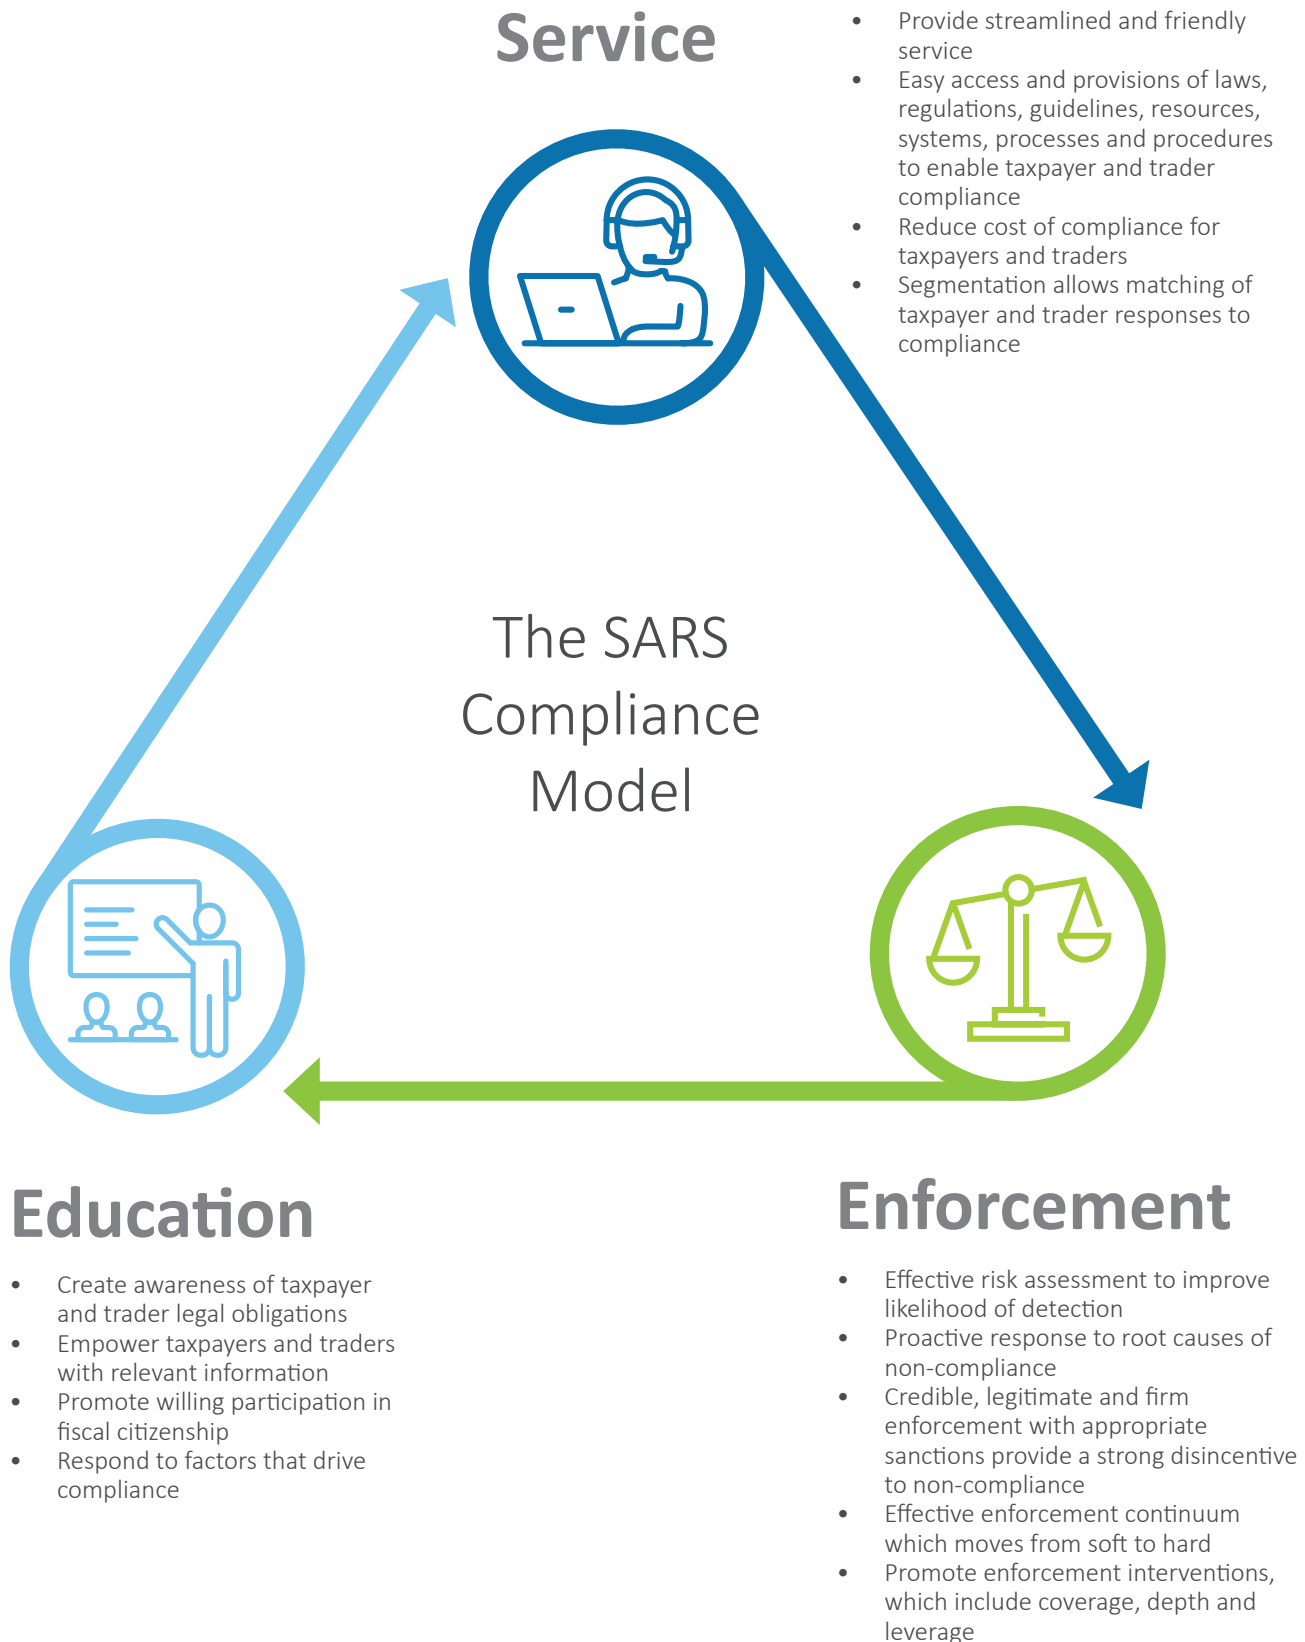 Service
• Provide streamlined and friendly
service
• Easy access and provisions of laws,
regulations, guidelines, resources,
systems, processes and procedures
to enable taxpayer and trader
compliance
• Reduce cost of compliance for
taxpayers and traders
• Segmentation allows matching of
taxpayer and trader responses to
compliance
The SARS
Compliance
Model
Education
• Create awareness of taxpayer
and trader legal obligations
• Empower taxpayers and traders
with relevant information
• Promote willing participation in
fiscal citizenship
• Respond to factors that drive
compliance
Enforcement
• Effective risk assessment to improve
likelihood of detection
• Proactive response to root causes of
non-compliance
• Credible, legitimate and firm
enforcement with appropriate
sanctions provide a strong disincentive
to non-compliance
• Effective enforcement continuum
which moves from soft to hard
• Promote enforcement interventions,
which include coverage, depth and
leverage